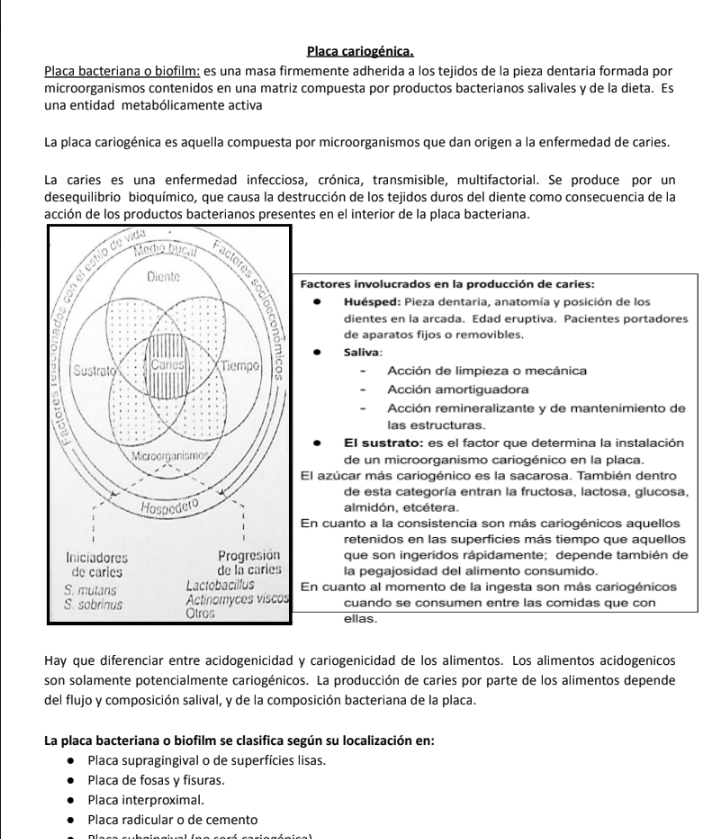 Placa cariogénica.
Placa bacteriana o biofilm: es una masa firmemente adherida a los tejidos de la pieza dentaria formada por
microorganismos contenidos en una matriz compuesta por productos bacterianos salivales y de la dieta. Es
una entidad metabólicamente activa
La placa cariogénica es aquella compuesta por microorganismos que dan origen a la enfermedad de caries.
La caries es una enfermedad infecciosa, crónica, transmisible, multifactorial. Se produce por un
desequilibrio bioquímico, que causa la destrucción de los tejidos duros del diente como consecuencia de la
acción de los productos bacterianos presentes en el interior de la placa bacteriana.
Factores relacionados con el estilo de vida
Factores socioeconómicos
Medio bucal
Diente
Sustrato
Caries
Tiempo
Microorganismos
Hospedero
Iniciadores
de caries
S. mutans
S. sobrinus
Progresión
de la caries
Lactobacillus
Actinomyces viscos
Otros
Factores involucrados en la producción de caries:
● Huésped: Pieza dentaria, anatomía y posición de los
dientes en la arcada. Edad eruptiva. Pacientes portadores
de aparatos fijos o removibles.
● Saliva:
- Acción de limpieza o mecánica
- Acción amortiguadora
- Acción remineralizante y de mantenimiento de
las estructuras.
● El sustrato: es el factor que determina la instalación
de un microorganismo cariogénico en la placa.
El azúcar más cariogénico es la sacarosa. También dentro
de esta categoría entran la fructosa, lactosa, glucosa,
almidón, etcétera.
En cuanto a la consistencia son más cariogénicos aquellos
retenidos en las superficies más tiempo que aquellos
que son ingeridos rápidamente; depende también de
la pegajosidad del alimento consumido.
En cuanto al momento de la ingesta son más cariogénicos
cuando se consumen entre las comidas que con
ellas.
Hay que diferenciar entre acidogenicidad y cariogenicidad de los alimentos. Los alimentos acidogenicos
son solamente potencialmente cariogénicos. La producción de caries por parte de los alimentos depende
del flujo y composición salival, y de la composición bacteriana de la placa.
La placa bacteriana o biofilm se clasifica según su localización en:
● Placa supragingival o de superfícies lisas.
● Placa de fosas y fisuras.
● Placa interproximal.
● Placa radicular o de cemento
● Placa subgingival (no será cariogénica)